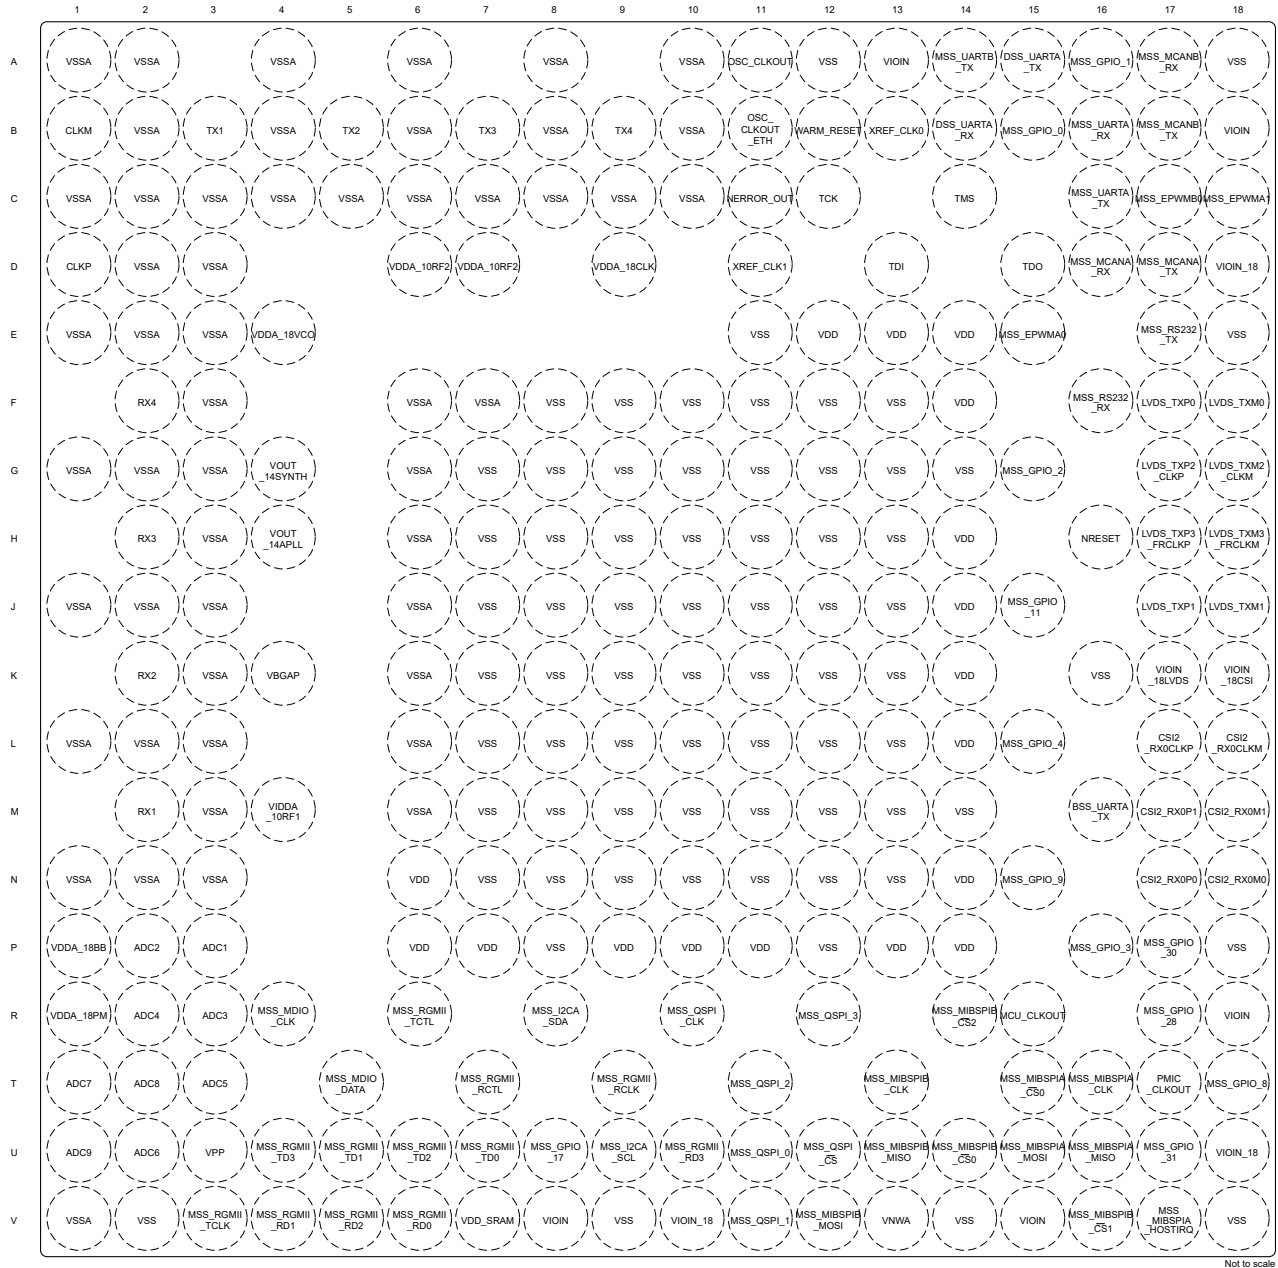 1 2 3 4 5 6 7 8 9 10 11 12 13 14 15 16 17 18
A VSSA VSSA VSSA VSSA VSSA VSSA OSC_CLKOUT VSS VIOIN MSS_UARTB _TX DSS_UARTA _TX MSS_GPIO_1 MSS_MCANB _RX VSS
B CLKM VSSA TX1 VSSA TX2 VSSA TX3 VSSA TX4 VSSA OSC_ CLKOUT _ETH WARM_RESET XREF_CLK0 DSS_UARTA _RX MSS_GPIO_0 MSS_UARTA _RX MSS_MCANB _TX VIOIN
C VSSA VSSA VSSA VSSA VSSA VSSA VSSA VSSA VSSA VSSA NERROR_OUT TCK TMS MSS_UARTA _TX MSS_EPWMB0 MSS_EPWMA1
D CLKP VSSA VSSA VDDA_10RF2 VDDA_10RF2 VDDA_18CLK XREF_CLK1 TDI TDO MSS_MCANA _RX MSS_MCANA _TX VIOIN_18
E VSSA VSSA VSSA VDDA_18VCO VSS VDD VDD VDD MSS_EPWMA0 MSS_RS232 _TX VSS
F RX4 VSSA VSSA VSSA VSS VSS VSS VSS VSS VSS VDD MSS_RS232 _RX LVDS_TXP0 LVDS_TXM0
G VSSA VSSA VSSA VOUT _14SYNTH VSSA VSS VSS VSS VSS VSS VSS VSS VSS MSS_GPIO_2 LVDS_TXP2 _CLKP LVDS_TXM2 _CLKM
H RX3 VSSA VOUT _14APLL VSSA VSS VSS VSS VSS VSS VSS VSS VDD NRESET LVDS_TXP3 _FRCLKP LVDS_TXM3 _FRCLKM
J VSSA VSSA VSSA VSSA VSS VSS VSS VSS VSS VSS VSS VDD MSS_GPIO _11 LVDS_TXP1 LVDS_TXM1
K RX2 VSSA VBGAP VSSA VSS VSS VSS VSS VSS VSS VSS VDD VSS VIOIN _18LVDS VIOIN _18CSI
L VSSA VSSA VSSA VSSA VSS VSS VSS VSS VSS VSS VSS VDD MSS_GPIO_4 CSI2 _RX0CLKP CSI2 _RX0CLKM
M RX1 VSSA VIDDA _10RF1 VSSA VSS VSS VSS VSS VSS VSS VSS VSS BSS_UARTA _TX CSI2_RX0P1 CSI2_RX0M1
N VSSA VSSA VSSA VDD VSS VSS VSS VSS VSS VSS VSS VDD MSS_GPIO_9 CSI2_RX0P0 CSI2_RX0M0
P VDDA_18BB ADC2 ADC1 VDD VDD VSS VDD VDD VDD VSS VDD VDD MSS_GPIO_3 MSS_GPIO _30 VSS
R VDDA_18PM ADC4 ADC3 MSS_MDIO _CLK MSS_RGMII _TCTL MSS_I2CA _SDA MSS_QSPI _CLK MSS_QSPI_3 MSS_MIBSPIB _CS2 MCU_CLKOUT MSS_GPIO _28 VIOIN
T ADC7 ADC8 ADC5 MSS_MDIO _DATA MSS_RGMII _RCTL MSS_RGMII _RCLK MSS_QSPI_2 MSS_MIBSPIB _CLK MSS_MIBSPIA _CS0 MSS_MIBSPIA _CLK PMIC _CLKOUT MSS_GPIO_8
U ADC9 ADC6 VPP MSS_RGMII _TD3 MSS_RGMII _TD1 MSS_RGMII _TD2 MSS_RGMII _TD0 MSS_GPIO _17 MSS_I2CA _SCL MSS_RGMII _RD3 MSS_QSPI_0 MSS_QSPI _CS MSS_MIBSPIB _MISO MSS_MIBSPIB _CS0 MSS_MIBSPIA _MOSI MSS_MIBSPIA _MISO MSS_GPIO _31 VIOIN_18
V VSSA VSS MSS_RGMII _TCLK MSS_RGMII _RD1 MSS_RGMII _RD2 MSS_RGMII _RD0 VDD_SRAM VIOIN VSS VIOIN_18 MSS_QSPI_1 MSS_MIBSPIB _MOSI VNWA VSS VIOIN MSS_MIBSPIB _CS1 MSS _MIBSPIA _HOSTIRQ VSS
Not to scale